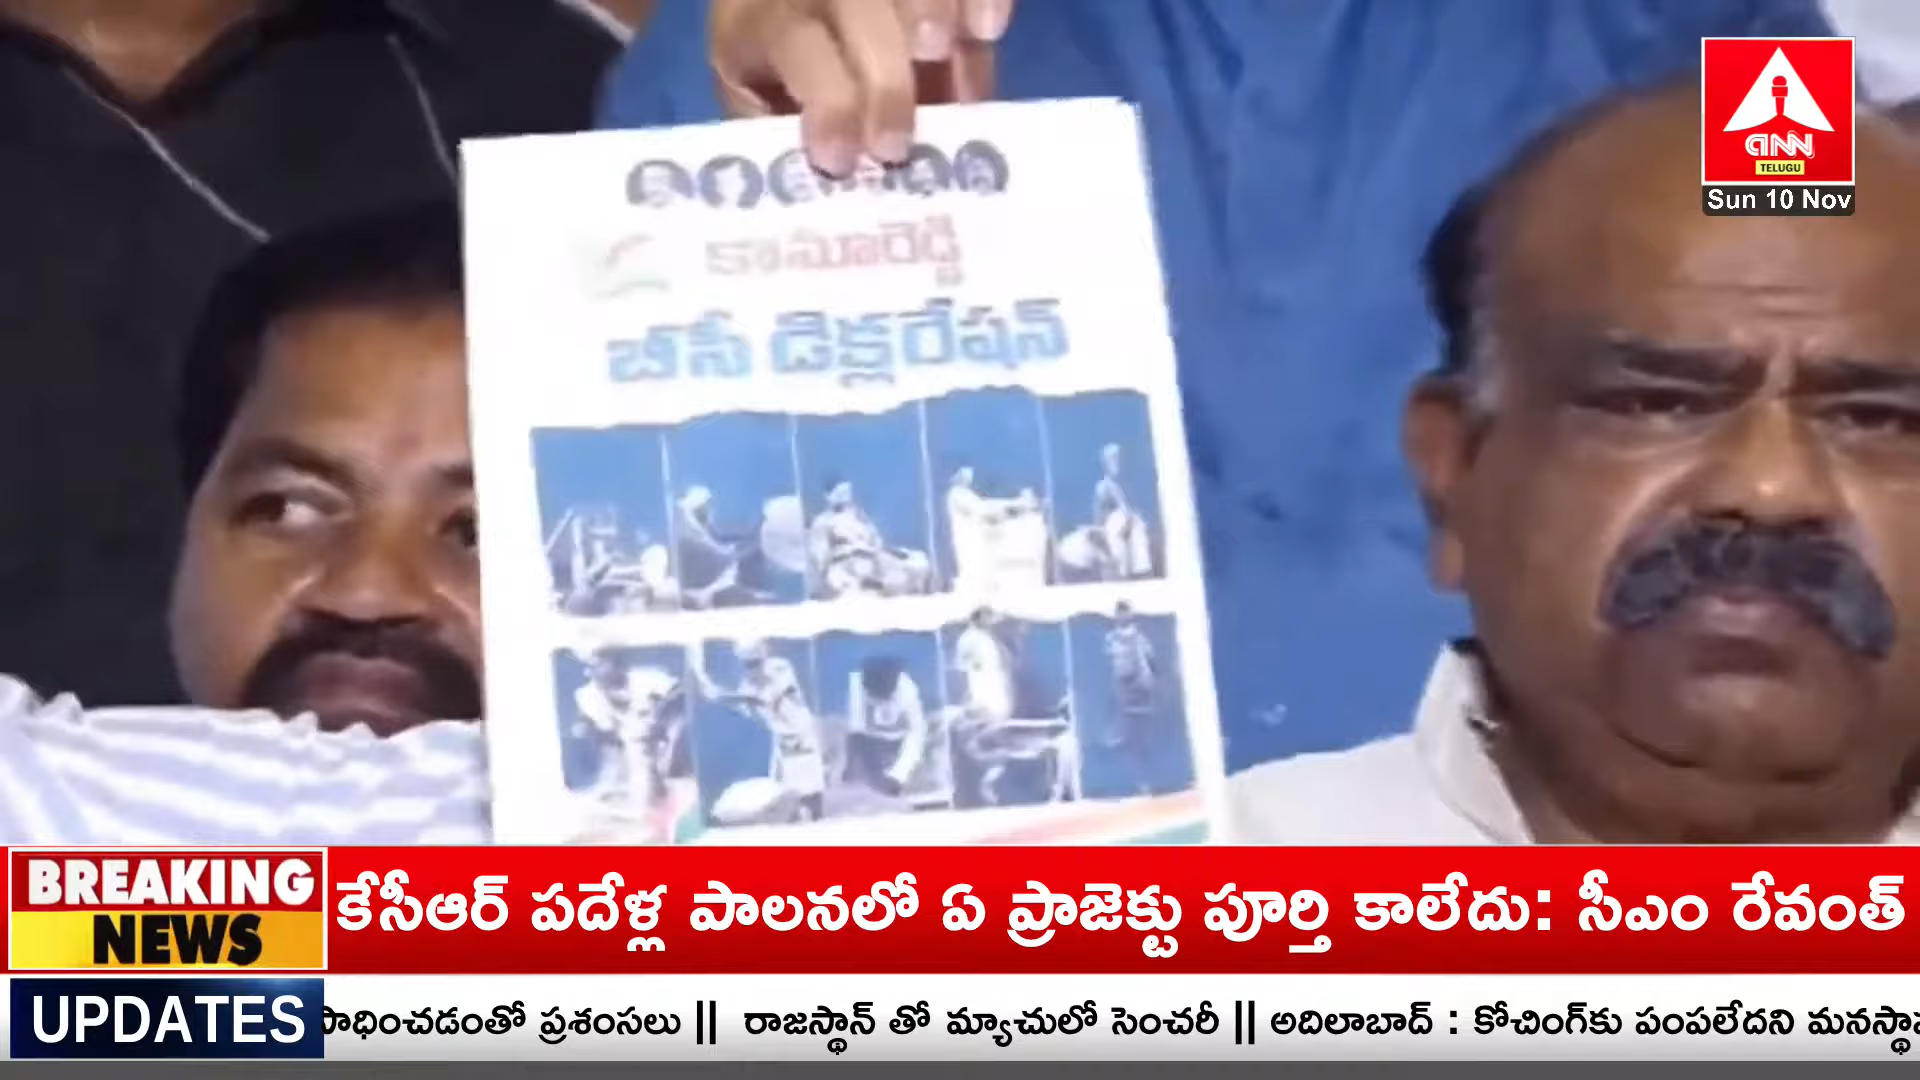 ANN
TELUGU
Sun 10 Nov
కామారెడ్డి
బీసీ డిక్లరేషన్
BREAKING
NEWS
కేసీఆర్ పదేళ్ల పాలనలో ఏ ప్రాజెక్టు పూర్తి కాలేదు: సీఎం రేవంత్
UPDATES
సాధించడంతో ప్రశంసలు || రాజస్థాన్ తో మ్యాచులో సెంచరీ || అదిలాబాద్ : కోచింగ్‌కు పంపలేదని